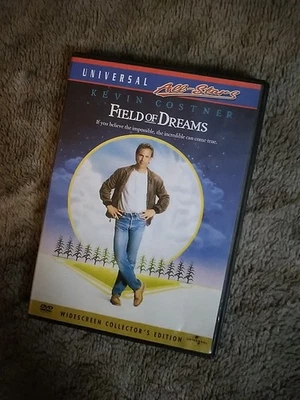 UNIVERSAL All-Stars
KEVIN COSTNER
FIELD OF DREAMS
If you believe the impossible, the incredible can come true.
DVD WIDESCREEN COLLECTOR'S EDITION UNIVERSAL